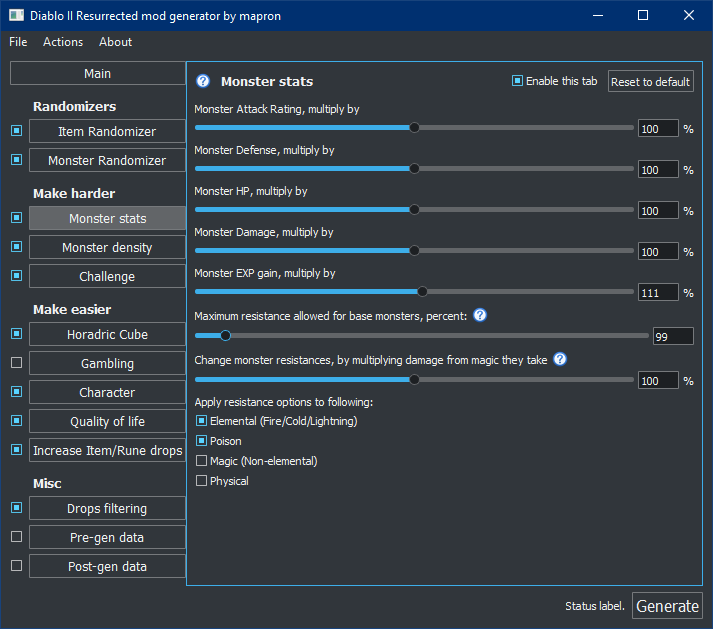 Diablo II Resurrected mod generator by mapron
File Actions About
Main
Randomizers
Item Randomizer
Monster Randomizer
Make harder
Monster stats
Monster density
Challenge
Make easier
Horadric Cube
Gambling
Character
Quality of life
Increase Item/Rune drops
Misc
Drops filtering
Pre-gen data
Post-gen data
? Monster stats
Enable this tab
Reset to default
Monster Attack Rating, multiply by
100 %
Monster Defense, multiply by
100 %
Monster HP, multiply by
100 %
Monster Damage, multiply by
100 %
Monster EXP gain, multiply by
111 %
Maximum resistance allowed for base monsters, percent: ?
99
Change monster resistances, by multiplying damage from magic they take ?
100 %
Apply resistance options to following:
Elemental (Fire/Cold/Lightning)
Poison
Magic (Non-elemental)
Physical
Status label.
Generate